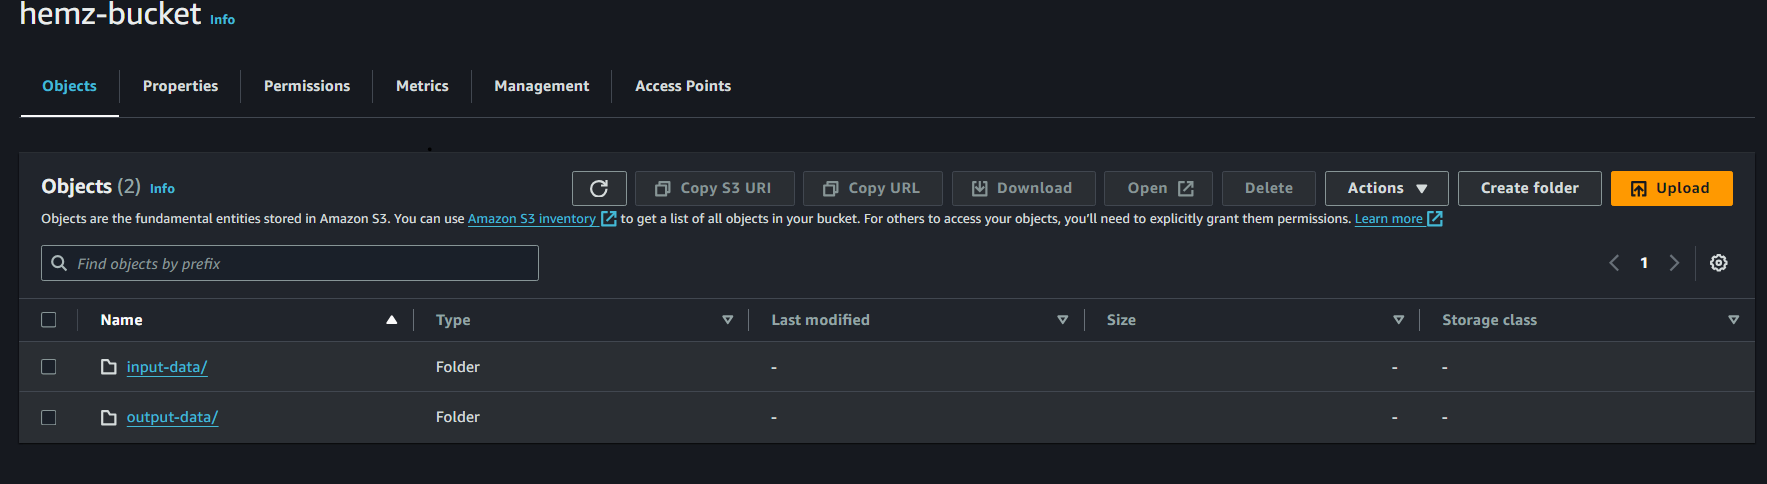 hemz-bucket Info
Objects Properties Permissions Metrics Management Access Points
Objects (2) Info Copy S3 URI Copy URL Download Open Delete Actions Create folder Upload
Objects are the fundamental entities stored in Amazon S3. You can use Amazon S3 inventory to get a list of all objects in your bucket. For others to access your objects, you'll need to explicitly grant them permissions. Learn more
Find objects by prefix 1
Name Type Last modified Size Storage class
input-data/ Folder - - -
output-data/ Folder - - -